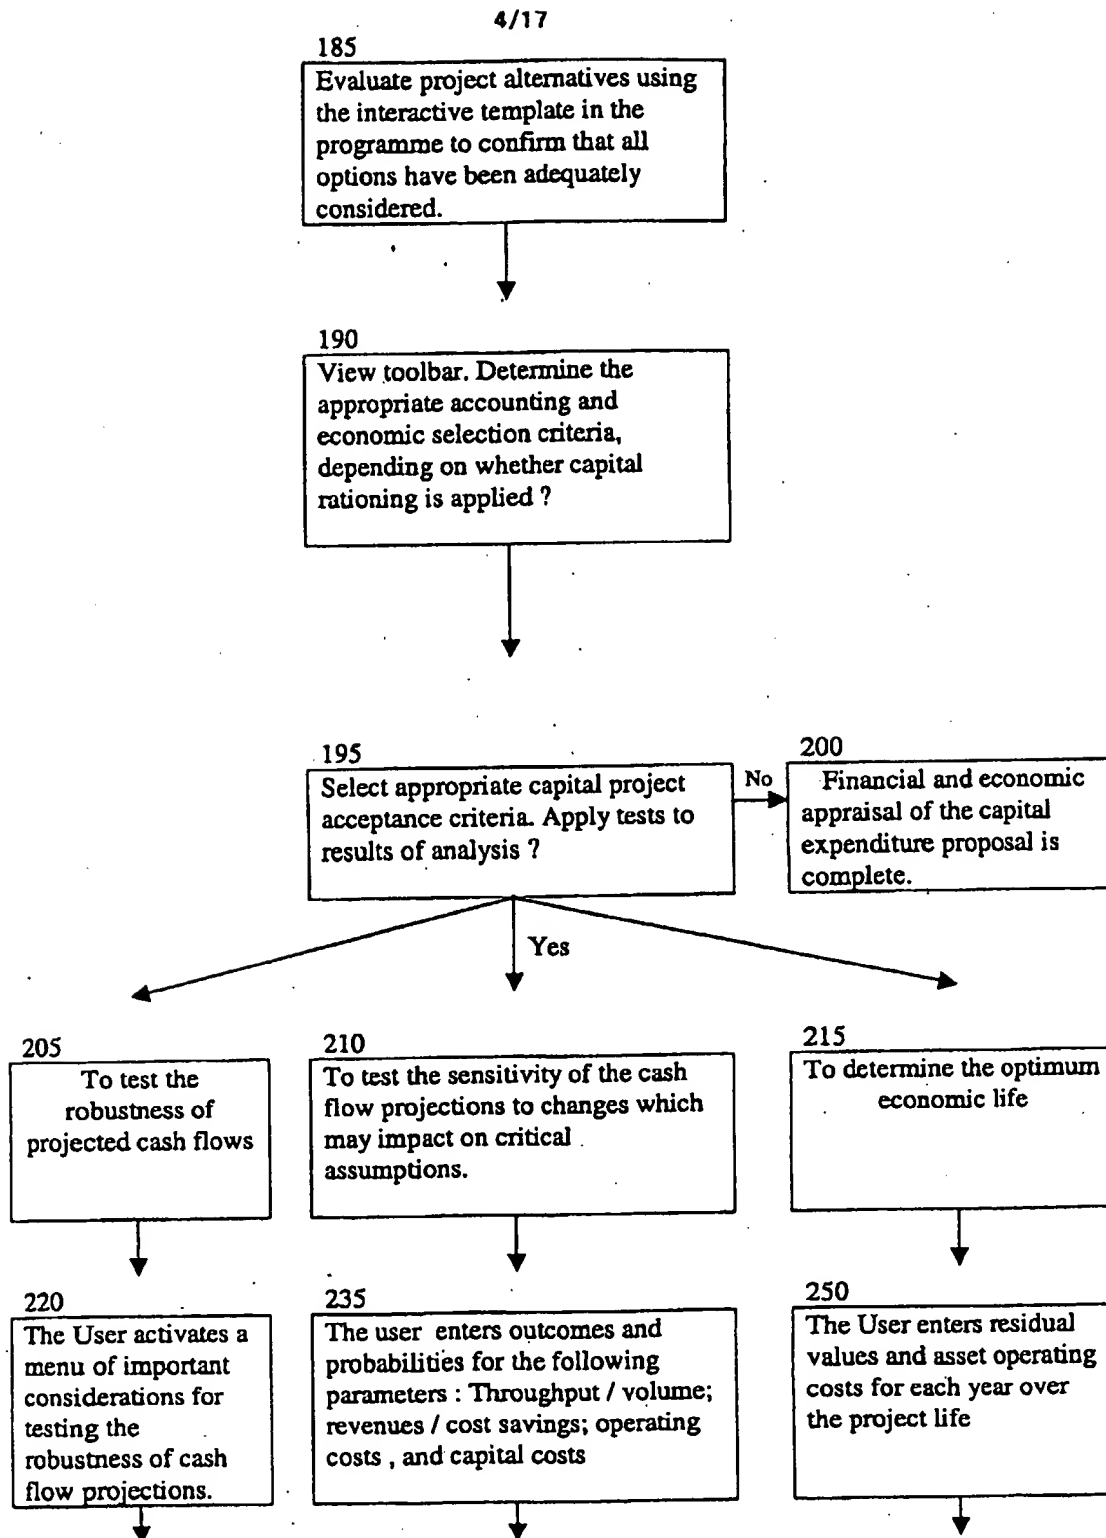 4/17
185
Evaluate project alternatives using
the interactive template in the
programme to confirm that all
options have been adequately
considered.
190
View toolbar. Determine the
appropriate accounting and
economic selection criteria,
depending on whether capital
rationing is applied ?
195
Select appropriate capital project
acceptance criteria. Apply tests to
results of analysis ?
No
200
Financial and economic
appraisal of the capital
expenditure proposal is
complete.
Yes
205
To test the
robustness of
projected cash flows
210
To test the sensitivity of the cash
flow projections to changes which
may impact on critical
assumptions.
215
To determine the optimum
economic life
220
The User activates a
menu of important
considerations for
testing the
robustness of cash
flow projections.
235
The user enters outcomes and
probabilities for the following
parameters : Throughput / volume;
revenues / cost savings; operating
costs , and capital costs
250
The User enters residual
values and asset operating
costs for each year over
the project life